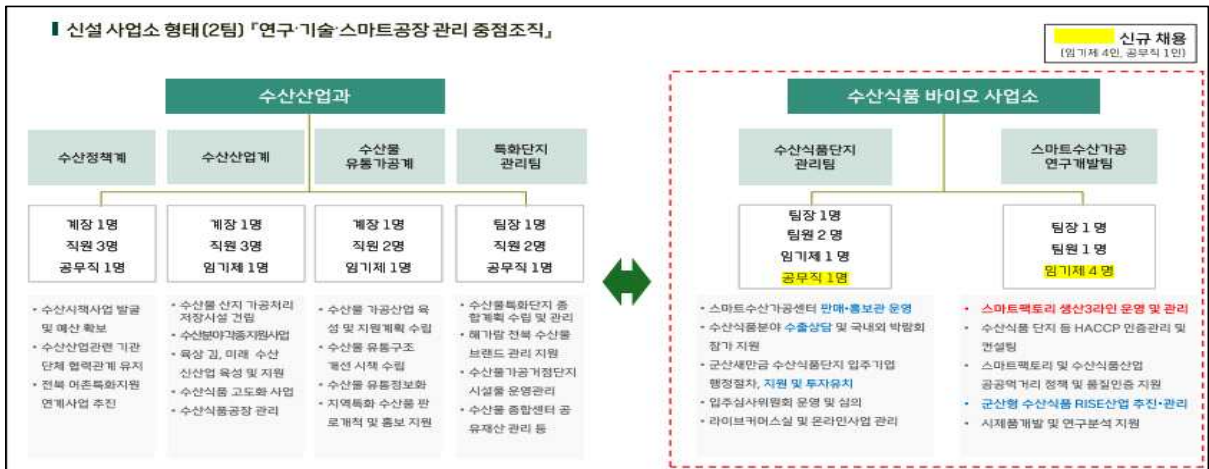 신설 사업소 형태(2팀) 「연구·기술·스마트공장 관리 중점조직」
신규 채용
(임기제 4인, 공무직 1인)
수산산업과
수산정책계
수산산업계
수산물
유통가공계
특화단지
관리팀
계장 1명
직원 3명
공무직 1명
계장 1명
직원 3명
임기제 1명
계장 1명
직원 2명
임기제 1명
팀장 1명
직원 2명
공무직 1명
• 수산시책사업 발굴
및 예산 확보
• 수산산업관련 기관
단체 협력관계 유지
• 전북 어촌특화지원
연계사업 추진
• 수산물 산지 가공처리
저장시설 건립
• 수산분야각종지원사업
• 육상 김, 미래 수산
신산업 육성 및 지원
• 수산식품 고도화 사업
• 수산식품공장 관리
• 수산물 가공산업 육
성 및 지원계획 수립
• 수산물 유통구조
개선 시책 수립
• 수산물 유통정보화
• 지역특화 수산물 판
로개척 및 홍보 지원
• 수산물특화단지 종
합계획 수립 및 관리
• 해가람 전북 수산물
브랜드 관리 지원
• 수산물가공거점단지
시설물 운영관리
• 수산물 종합센터 공
유재산 관리 등
수산식품 바이오 사업소
수산식품단지
관리팀
스마트수산가공
연구개발팀
팀장 1명
팀원 2 명
임기제 1 명
공무직 1명
팀장 1 명
팀원 1 명
임기제 4 명
• 스마트수산가공센터 판매·홍보관 운영
• 수산식품분야 수출상담 및 국내외 박람회
참가 지원
• 군산새만금 수산식품단지 입주기업
행정절차, 지원 및 투자유치
• 입주심사위원회 운영 및 심의
• 라이브커머스실 및 온라인사업 관리
• 스마트팩토리 생산3라인 운영 및 관리
• 수산식품 단지 등 HACCP 인증관리 및
컨설팅
• 스마트팩토리 및 수산식품산업
공공먹거리 정책 및 품질인증 지원
• 군산형 수산식품 RISE산업 추진·관리
• 시제품개발 및 연구분석 지원